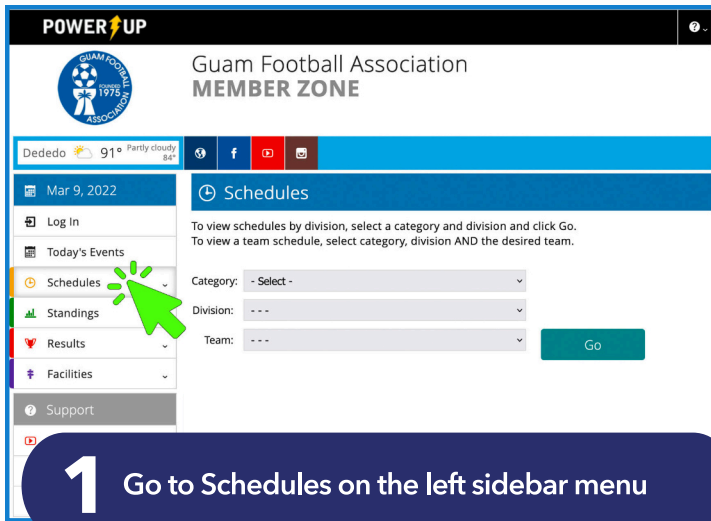 POWER UP
GUAM FOOTBALL ASSOCIATION
FOUNDED
1975
Guam Football Association
MEMBER ZONE
Dededo 91° Partly cloudy
84°
Mar 9, 2022
Log In
Today's Events
Schedules
Standings
Results
Facilities
Support
Schedules
To view schedules by division, select a category and division and click Go.
To view a team schedule, select category, division AND the desired team.
Category: - Select -
Division: - - -
Team: - - -
Go
1 Go to Schedules on the left sidebar menu